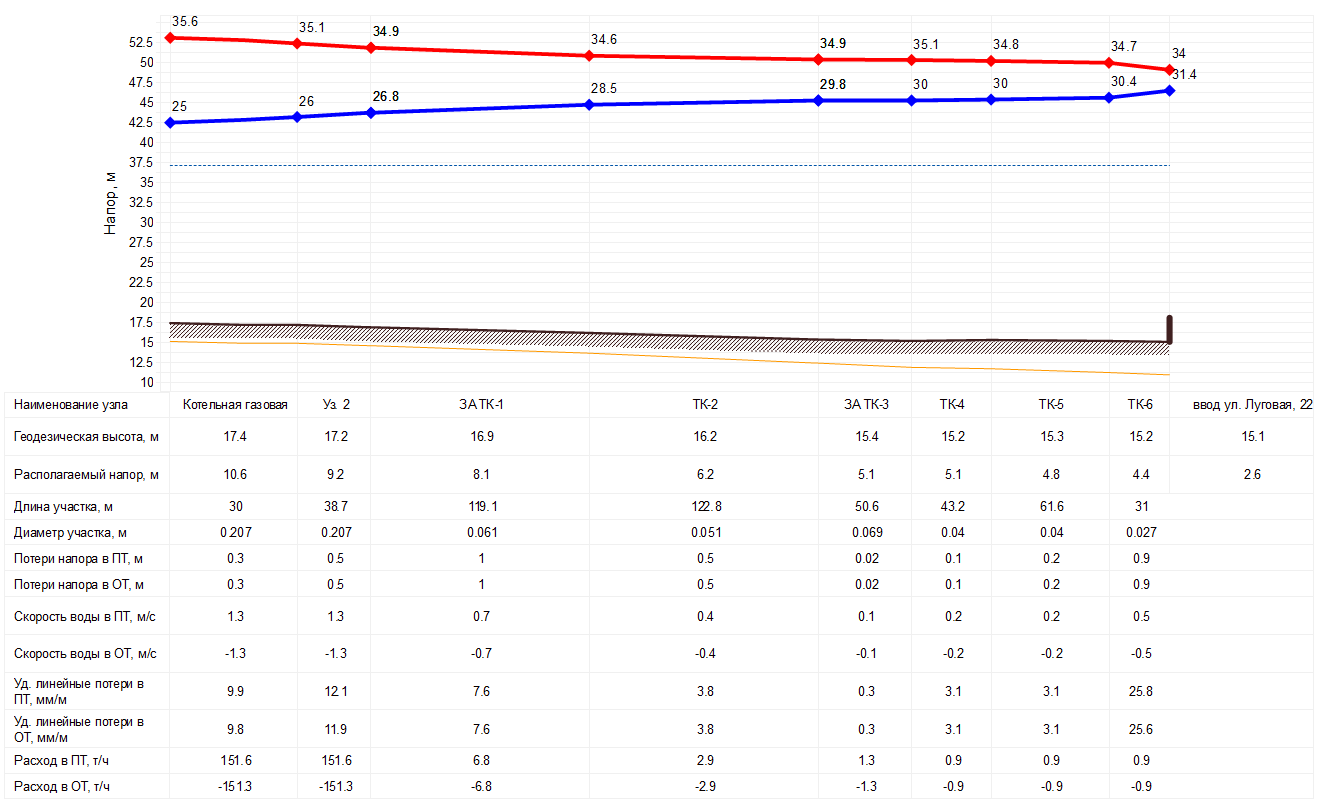 35.6 35.1 34.9 34.6 34.9 35.1 34.8 34.7 34
25 26 26.8 28.5 29.8 30 30 30.4 31.4
Напор, м
52.5
50
47.5
45
42.5
40
37.5
35
32.5
30
27.5
25
22.5
20
17.5
15
12.5
10
Наименование узла Котельная газовая Уз. 2 ЗА ТК-1 ТК-2 ЗА ТК-3 ТК-4 ТК-5 ТК-6 ввод ул. Луговая, 22
Геодезическая высота, м 17.4 17.2 16.9 16.2 15.4 15.2 15.3 15.2 15.1
Располагаемый напор, м 10.6 9.2 8.1 6.2 5.1 5.1 4.8 4.4 2.6
Длина участка, м 30 38.7 119.1 122.8 50.6 43.2 61.6 31
Диаметр участка, м 0.207 0.207 0.061 0.051 0.069 0.04 0.04 0.027
Потери напора в ПТ, м 0.3 0.5 1 0.5 0.02 0.1 0.2 0.9
Потери напора в ОТ, м 0.3 0.5 1 0.5 0.02 0.1 0.2 0.9
Скорость воды в ПТ, м/с 1.3 1.3 0.7 0.4 0.1 0.2 0.2 0.5
Скорость воды в ОТ, м/с -1.3 -1.3 -0.7 -0.4 -0.1 -0.2 -0.2 -0.5
Уд. линейные потери в
ПТ, мм/м 9.9 12.1 7.6 3.8 0.3 3.1 3.1 25.8
Уд. линейные потери в
ОТ, мм/м 9.8 11.9 7.6 3.8 0.3 3.1 3.1 25.6
Расход в ПТ, т/ч 151.6 151.6 6.8 2.9 1.3 0.9 0.9 0.9
Расход в ОТ, т/ч -151.3 -151.3 -6.8 -2.9 -1.3 -0.9 -0.9 -0.9